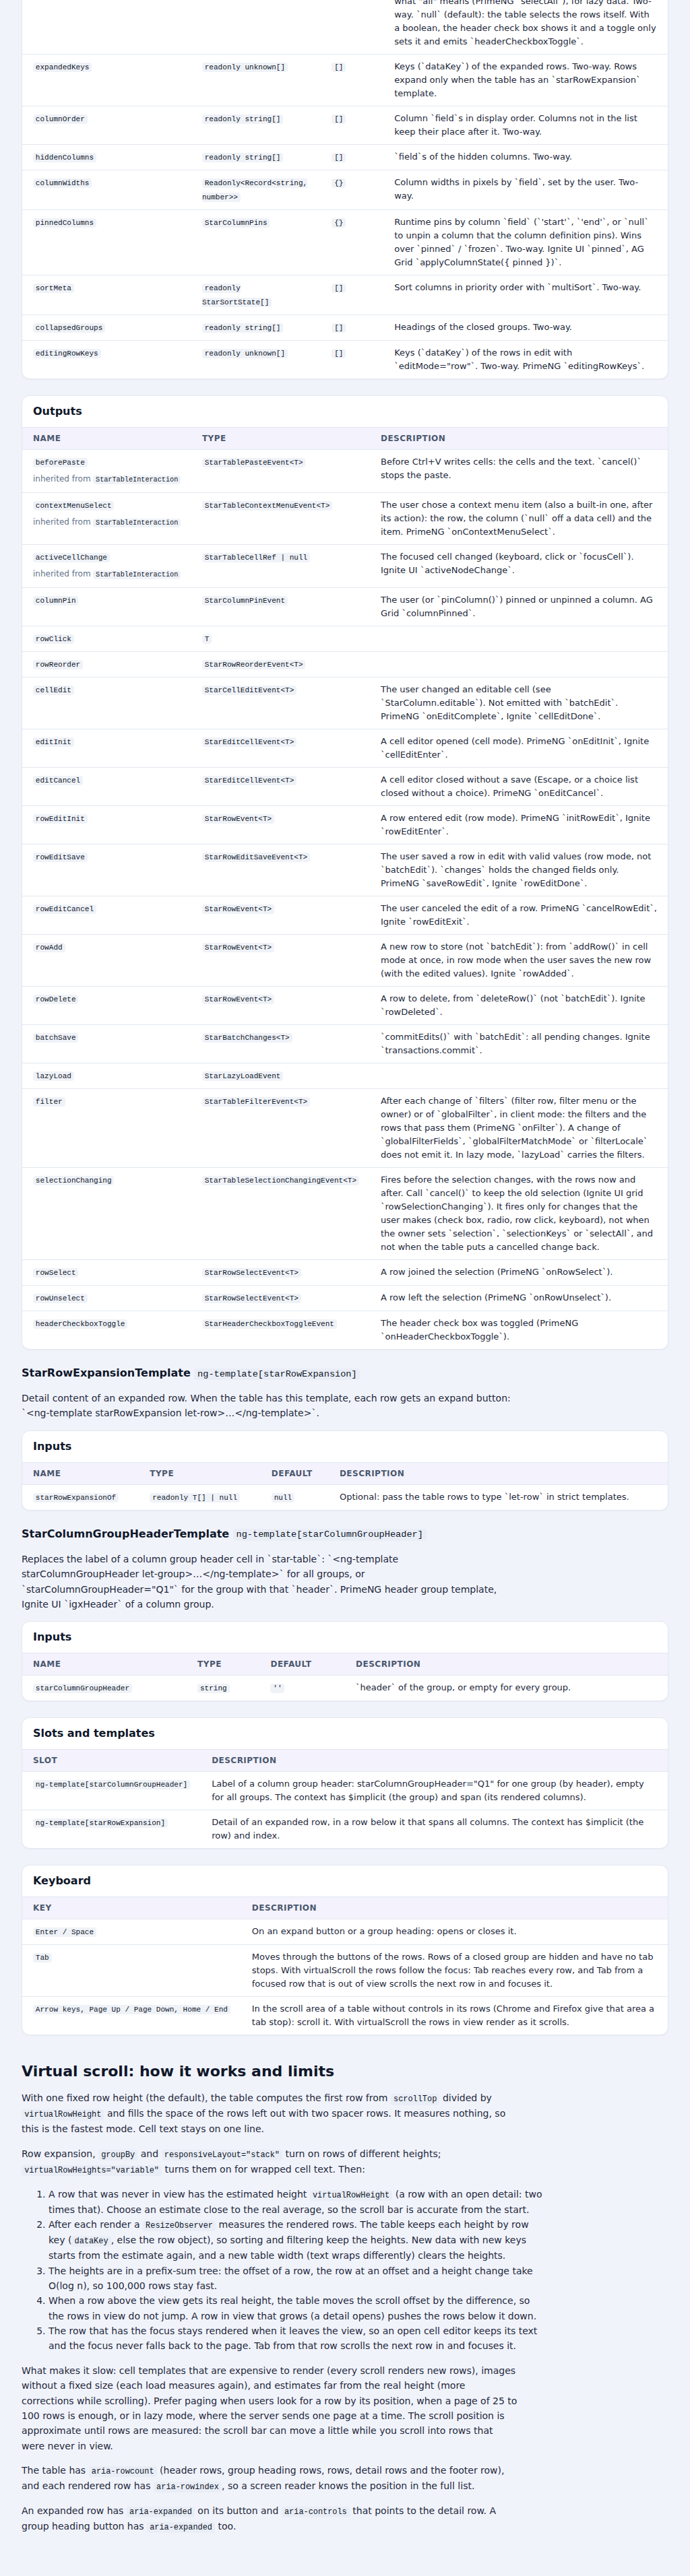 what "all" means (PrimeNG `selectAll`), for lazy data. Two-
way. `null` (default): the table selects the rows itself. With
a boolean, the header check box shows it and a toggle only
sets it and emits `headerCheckboxToggle`.
expandedKeys readonly unknown[] [] Keys (`dataKey`) of the expanded rows. Two-way. Rows
expand only when the table has an `starRowExpansion`
template.
columnOrder readonly string[] [] Column `field`s in display order. Columns not in the list
keep their place after it. Two-way.
hiddenColumns readonly string[] [] `field`s of the hidden columns. Two-way.
columnWidths Readonly<Record<string, {} Column widths in pixels by `field`, set by the user. Two-
number>> way.
pinnedColumns StarColumnPins {} Runtime pins by column `field` (`'start'`, `'end'`, or `null`
to unpin a column that the column definition pins). Wins
over `pinned` / `frozen`. Two-way. Ignite UI `pinned`, AG
Grid `applyColumnState({ pinned })`.
sortMeta readonly [] Sort columns in priority order with `multiSort`. Two-way.
StarSortState[]
collapsedGroups readonly string[] [] Headings of the closed groups. Two-way.
editingRowKeys readonly unknown[] [] Keys (`dataKey`) of the rows in edit with
`editMode="row"`. Two-way. PrimeNG `editingRowKeys`.
Outputs
NAME TYPE DESCRIPTION
beforePaste StarTablePasteEvent<T> Before Ctrl+V writes cells: the cells and the text. `cancel()`
inherited from StarTableInteraction stops the paste.
contextMenuSelect StarTableContextMenuEvent<T> The user chose a context menu item (also a built-in one, after
inherited from StarTableInteraction its action): the row, the column (`null` off a data cell) and the
item. PrimeNG `onContextMenuSelect`.
activeCellChange StarTableCellRef | null The focused cell changed (keyboard, click or `focusCell`).
inherited from StarTableInteraction Ignite UI `activeNodeChange`.
columnPin StarColumnPinEvent The user (or `pinColumn()`) pinned or unpinned a column. AG
Grid `columnPinned`.
rowClick T
rowReorder StarRowReorderEvent<T>
cellEdit StarCellEditEvent<T> The user changed an editable cell (see
`StarColumn.editable`). Not emitted with `batchEdit`.
PrimeNG `onEditComplete`, Ignite `cellEditDone`.
editInit StarEditCellEvent<T> A cell editor opened (cell mode). PrimeNG `onEditInit`, Ignite
`cellEditEnter`.
editCancel StarEditCellEvent<T> A cell editor closed without a save (Escape, or a choice list
closed without a choice). PrimeNG `onEditCancel`.
rowEditInit StarRowEvent<T> A row entered edit (row mode). PrimeNG `initRowEdit`, Ignite
`rowEditEnter`.
rowEditSave StarRowEditSaveEvent<T> The user saved a row in edit with valid values (row mode, not
`batchEdit`). `changes` holds the changed fields only.
PrimeNG `saveRowEdit`, Ignite `rowEditDone`.
rowEditCancel StarRowEvent<T> The user canceled the edit of a row. PrimeNG `cancelRowEdit`,
Ignite `rowEditExit`.
rowAdd StarRowEvent<T> A new row to store (not `batchEdit`): from `addRow()` in cell
mode at once, in row mode when the user saves the new row
(with the edited values). Ignite `rowAdded`.
rowDelete StarRowEvent<T> A row to delete, from `deleteRow()` (not `batchEdit`). Ignite
`rowDeleted`.
batchSave StarBatchChanges<T> `commitEdits()` with `batchEdit`: all pending changes. Ignite
`transactions.commit`.
lazyLoad StarLazyLoadEvent
filter StarTableFilterEvent<T> After each change of `filters` (filter row, filter menu or the
owner) or of `globalFilter`, in client mode: the filters and the
rows that pass them (PrimeNG `onFilter`). A change of
`globalFilterFields`, `globalFilterMatchMode` or `filterLocale`
does not emit it. In lazy mode, `lazyLoad` carries the filters.
selectionChanging StarTableSelectionChangingEvent<T> Fires before the selection changes, with the rows now and
after. Call `cancel()` to keep the old selection (Ignite UI grid
`rowSelectionChanging`). It fires only for changes that the
user makes (check box, radio, row click, keyboard), not when
the owner sets `selection`, `selectionKeys` or `selectAll`, and
not when the table puts a cancelled change back.
rowSelect StarRowSelectEvent<T> A row joined the selection (PrimeNG `onRowSelect`).
rowUnselect StarRowSelectEvent<T> A row left the selection (PrimeNG `onRowUnselect`).
headerCheckboxToggle StarHeaderCheckboxToggleEvent The header check box was toggled (PrimeNG
`onHeaderCheckboxToggle`).
StarRowExpansionTemplate ng-template[starRowExpansion]
Detail content of an expanded row. When the table has this template, each row gets an expand button:
`<ng-template starRowExpansion let-row>…</ng-template>`.
Inputs
NAME TYPE DEFAULT DESCRIPTION
starRowExpansionOf readonly T[] | null null Optional: pass the table rows to type `let-row` in strict templates.
StarColumnGroupHeaderTemplate ng-template[starColumnGroupHeader]
Replaces the label of a column group header cell in `star-table`: `<ng-template
starColumnGroupHeader let-group>…</ng-template>` for all groups, or
`starColumnGroupHeader="Q1"` for the group with that `header`. PrimeNG header group template,
Ignite UI `igxHeader` of a column group.
Inputs
NAME TYPE DEFAULT DESCRIPTION
starColumnGroupHeader string '' `header` of the group, or empty for every group.
Slots and templates
SLOT DESCRIPTION
ng-template[starColumnGroupHeader] Label of a column group header: starColumnGroupHeader="Q1" for one group (by header), empty
for all groups. The context has $implicit (the group) and span (its rendered columns).
ng-template[starRowExpansion] Detail of an expanded row, in a row below it that spans all columns. The context has $implicit (the
row) and index.
Keyboard
KEY DESCRIPTION
Enter / Space On an expand button or a group heading: opens or closes it.
Tab Moves through the buttons of the rows. Rows of a closed group are hidden and have no tab
stops. With virtualScroll the rows follow the focus: Tab reaches every row, and Tab from a
focused row that is out of view scrolls the next row in and focuses it.
Arrow keys, Page Up / Page Down, Home / End In the scroll area of a table without controls in its rows (Chrome and Firefox give that area a
tab stop): scroll it. With virtualScroll the rows in view render as it scrolls.
Virtual scroll: how it works and limits
With one fixed row height (the default), the table computes the first row from scrollTop divided by
virtualRowHeight and fills the space of the rows left out with two spacer rows. It measures nothing, so
this is the fastest mode. Cell text stays on one line.
Row expansion, groupBy and responsiveLayout="stack" turn on rows of different heights;
virtualRowHeights="variable" turns them on for wrapped cell text. Then:
1. A row that was never in view has the estimated height virtualRowHeight (a row with an open detail: two
times that). Choose an estimate close to the real average, so the scroll bar is accurate from the start.
2. After each render a ResizeObserver measures the rendered rows. The table keeps each height by row
key ( dataKey , else the row object), so sorting and filtering keep the heights. New data with new keys
starts from the estimate again, and a new table width (text wraps differently) clears the heights.
3. The heights are in a prefix-sum tree: the offset of a row, the row at an offset and a height change take
O(log n), so 100,000 rows stay fast.
4. When a row above the view gets its real height, the table moves the scroll offset by the difference, so
the rows in view do not jump. A row in view that grows (a detail opens) pushes the rows below it down.
5. The row that has the focus stays rendered when it leaves the view, so an open cell editor keeps its text
and the focus never falls back to the page. Tab from that row scrolls the next row in and focuses it.
What makes it slow: cell templates that are expensive to render (every scroll renders new rows), images
without a fixed size (each load measures again), and estimates far from the real height (more
corrections while scrolling). Prefer paging when users look for a row by its position, when a page of 25 to
100 rows is enough, or in lazy mode, where the server sends one page at a time. The scroll position is
approximate until rows are measured: the scroll bar can move a little while you scroll into rows that
were never in view.
The table has aria-rowcount (header rows, group heading rows, rows, detail rows and the footer row),
and each rendered row has aria-rowindex , so a screen reader knows the position in the full list.
An expanded row has aria-expanded on its button and aria-controls that points to the detail row. A
group heading button has aria-expanded too.